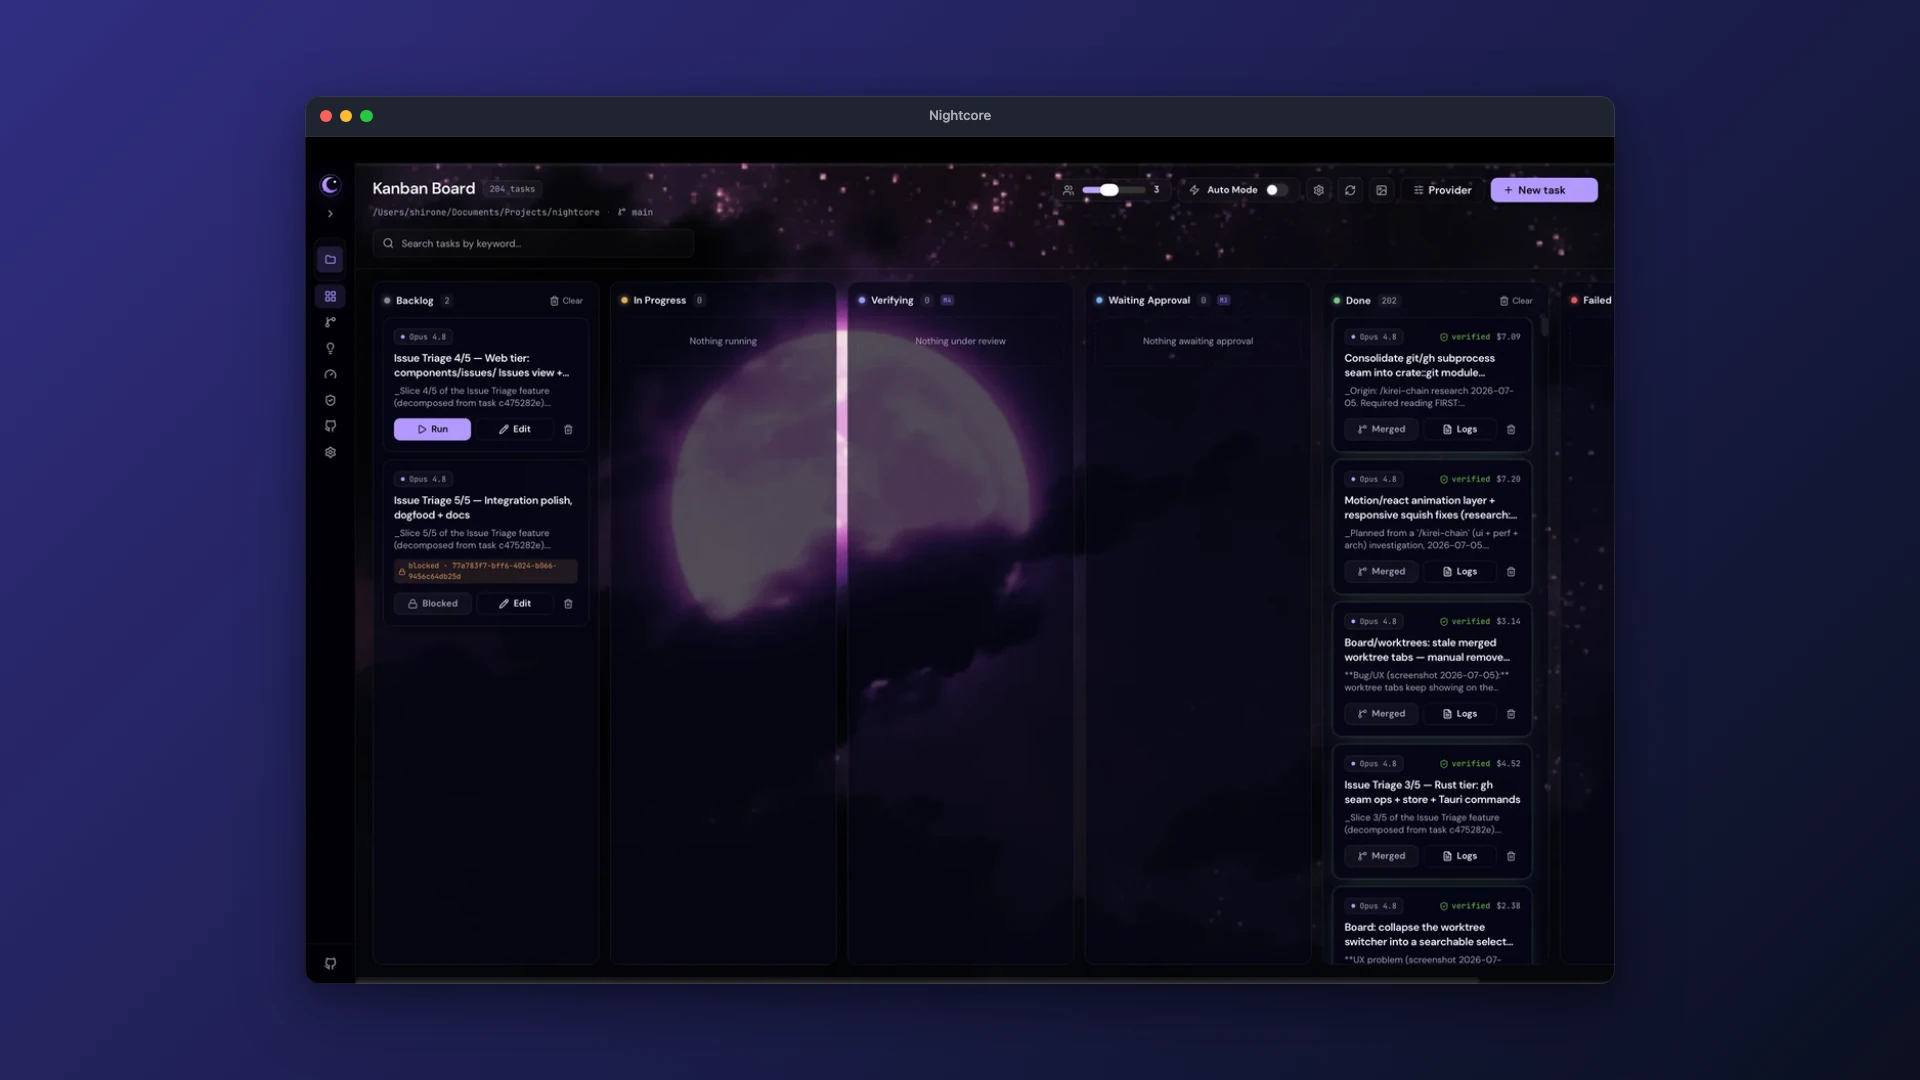 Nightcore
Kanban Board 204 tasks
3
Auto Mode
Provider
+ New task
/Users/shirone/Documents/Projects/nightcore · main
Search tasks by keyword…
Backlog 2 Clear
Opus 4.8
Issue Triage 4/5 — Web tier:
components/issues/ Issues view +…
_Slice 4/5 of the Issue Triage feature
(decomposed from task c475282e)…
Run Edit
Opus 4.8
Issue Triage 5/5 — Integration polish,
dogfood + docs
_Slice 5/5 of the Issue Triage feature
(decomposed from task c475282e)…
blocked · 77a783f7-bff6-4024-b066-
9456c64db25d
Blocked Edit
In Progress 0
Nothing running
Verifying 0 M4
Nothing under review
Waiting Approval 0 M3
Nothing awaiting approval
Done 202 Clear
Opus 4.8 verified $7.09
Consolidate git/gh subprocess
seam into crate::git module…
_Origin: /kirei-chain research 2026-07-
05. Required reading FIRST:…
Merged Logs
Opus 4.8 verified $7.20
Motion/react animation layer +
responsive squish fixes (research:…
_Planned from a `/kirei-chain` (ui + perf +
arch) investigation, 2026-07-05.…
Merged Logs
Opus 4.8 verified $3.14
Board/worktrees: stale merged
worktree tabs — manual remove…
**Bug/UX (screenshot 2026-07-05):**
worktree tabs keep showing on the…
Merged Logs
Opus 4.8 verified $4.52
Issue Triage 3/5 — Rust tier: gh
seam ops + store + Tauri commands
_Slice 3/5 of the Issue Triage feature
(decomposed from task c475282e)…
Merged Logs
Opus 4.8 verified $2.38
Board: collapse the worktree
switcher into a searchable select…
**UX problem (screenshot 2026-07-
Failed